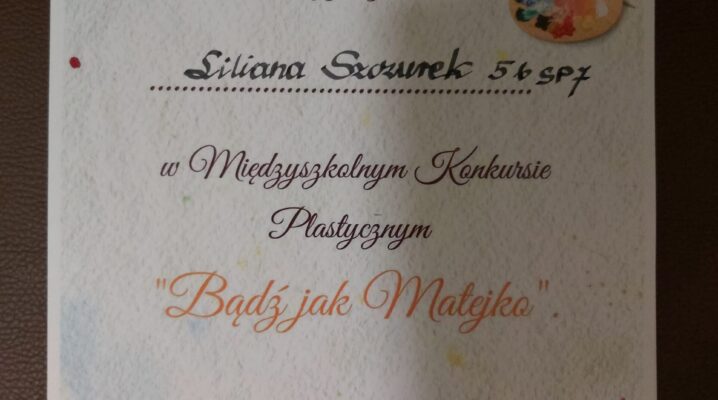 Liliana Szczurek 5b SP7
w Międzyszkolnym Konkursie
Plastycznym
"Bądź jak Matejko".